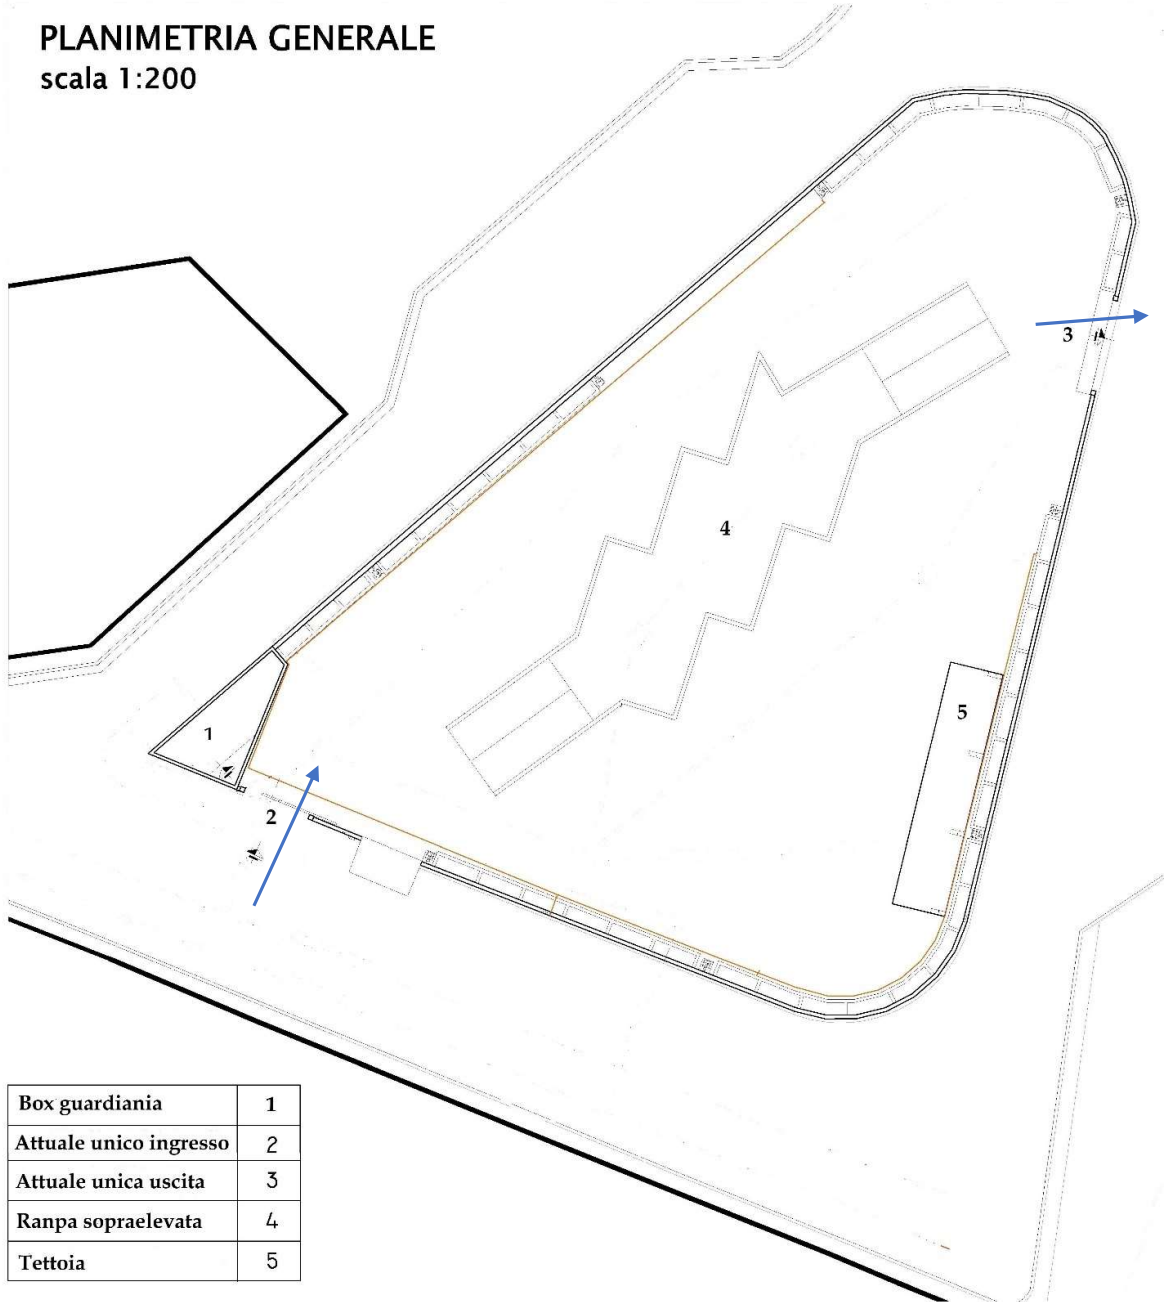 PLANIMETRIA GENERALE
scala 1:200
3
4
5
1
2
Box guardiania 1
Attuale unico ingresso 2
Attuale unica uscita 3
Ranpa sopraelevata 4
Tettoia 5